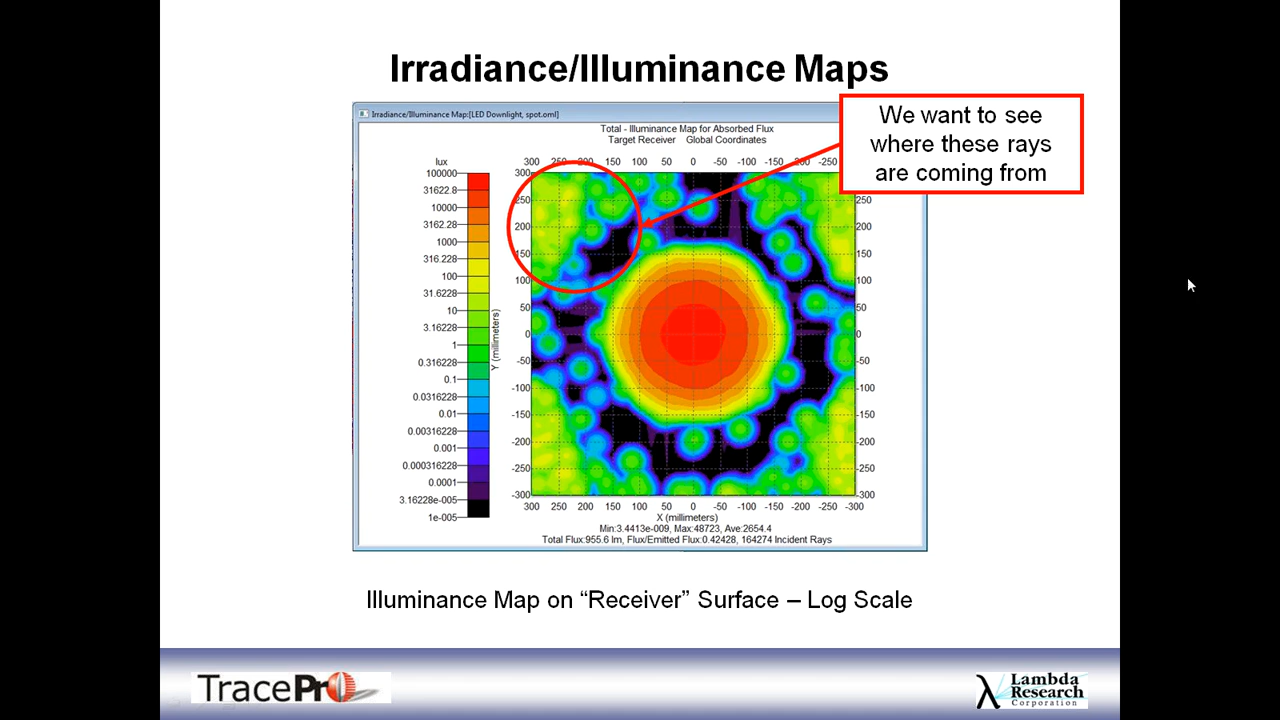 Irradiance/Illuminance Maps
We want to see
where these rays
are coming from
Irradiance/Illuminance Map:[LED Downlight, spot.oml]
Total - Illuminance Map for Absorbed Flux
Target Receiver Global Coordinates
lux
100000
31622.8
10000
3162.28
1000
316.228
100
31.6228
10
3.16228
1
0.316228
0.1
0.0316228
0.01
0.00316228
0.001
0.000316228
0.0001
3.16228e-005
1e-005
300 250 200 150 100 50 0 -50 -100 -150 -200 -250
300
250
200
150
100
50
0
-50
-100
-150
-200
-250
-300
Y (millimeters)
250
200
150
100
50
0
-50
-100
-150
-200
-250
-300
300 250 200 150 100 50 0 -50 -100 -150 -200 -250 -300
X (millimeters)
Min:3.4413e-009, Max:48723, Ave:2654.4
Total Flux:955.6 lm, Flux/Emitted Flux:0.42428, 164274 Incident Rays
Illuminance Map on “Receiver” Surface – Log Scale
TracePro
λ Lambda
Research
Corporation